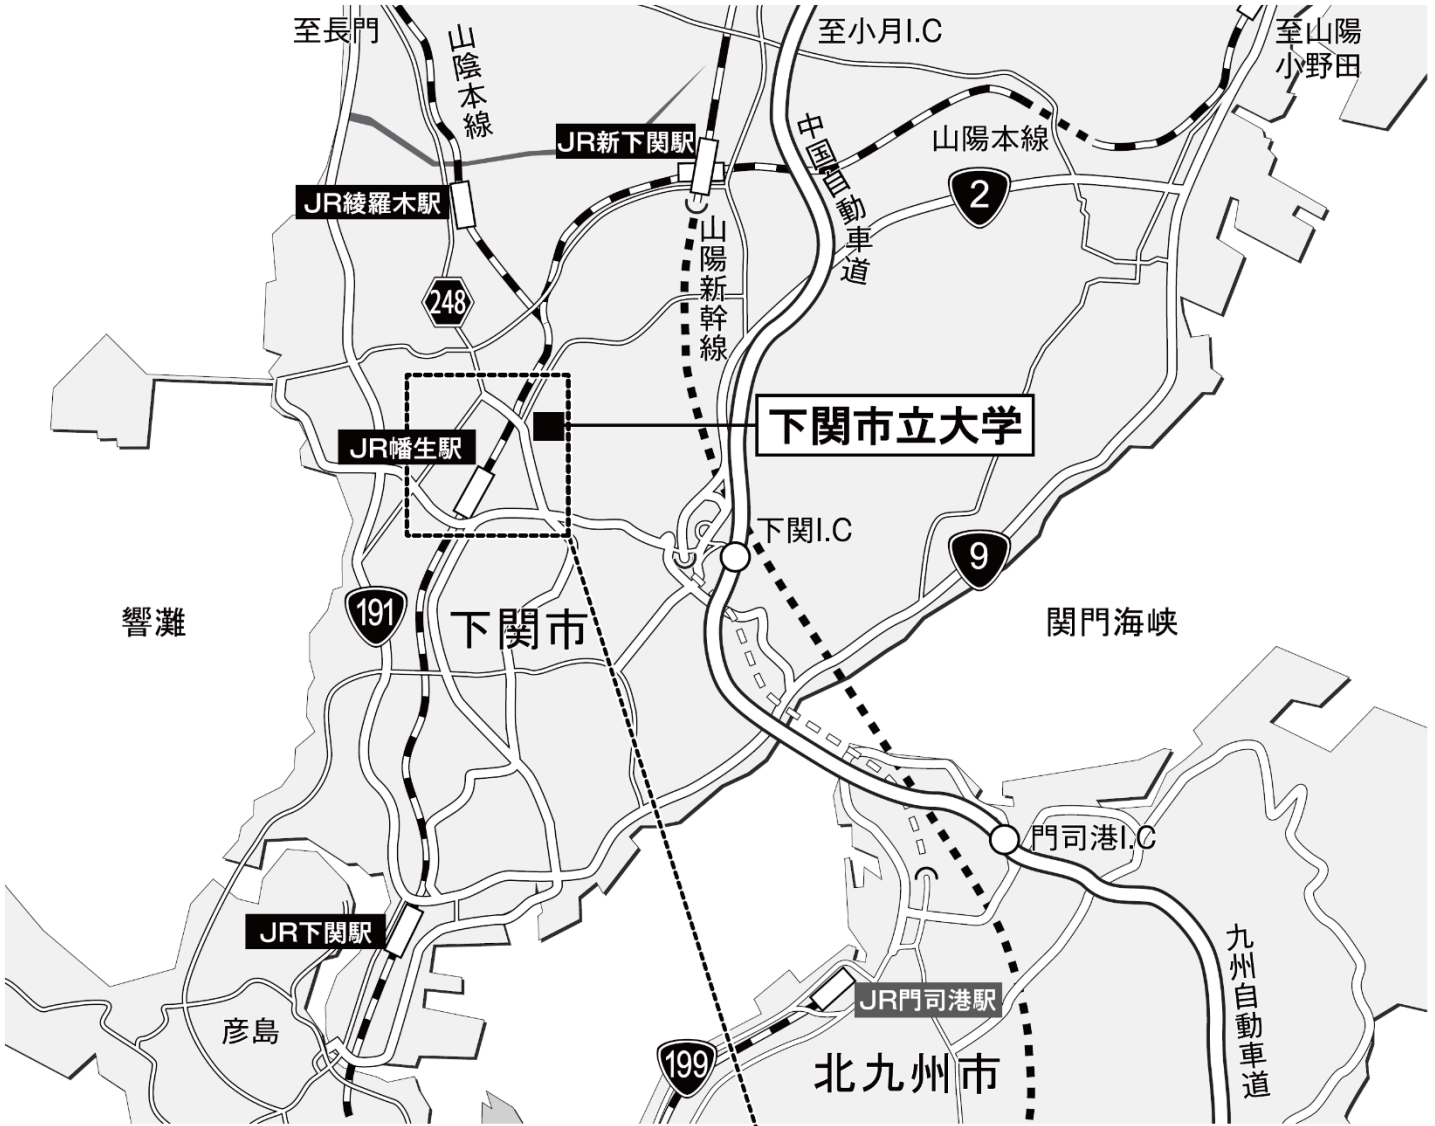 至長門
山陰本線
至小月I.C
至山陽
小野田
中国自動車道
山陽本線
JR新下関駅
2
JR綾羅木駅
山陽新幹線
248
下関市立大学
JR幡生駅
下関I.C
9
191
下関市
響灘
関門海峡
門司港I.C
JR下関駅
九州自動車道
JR門司港駅
彦島
199
北九州市